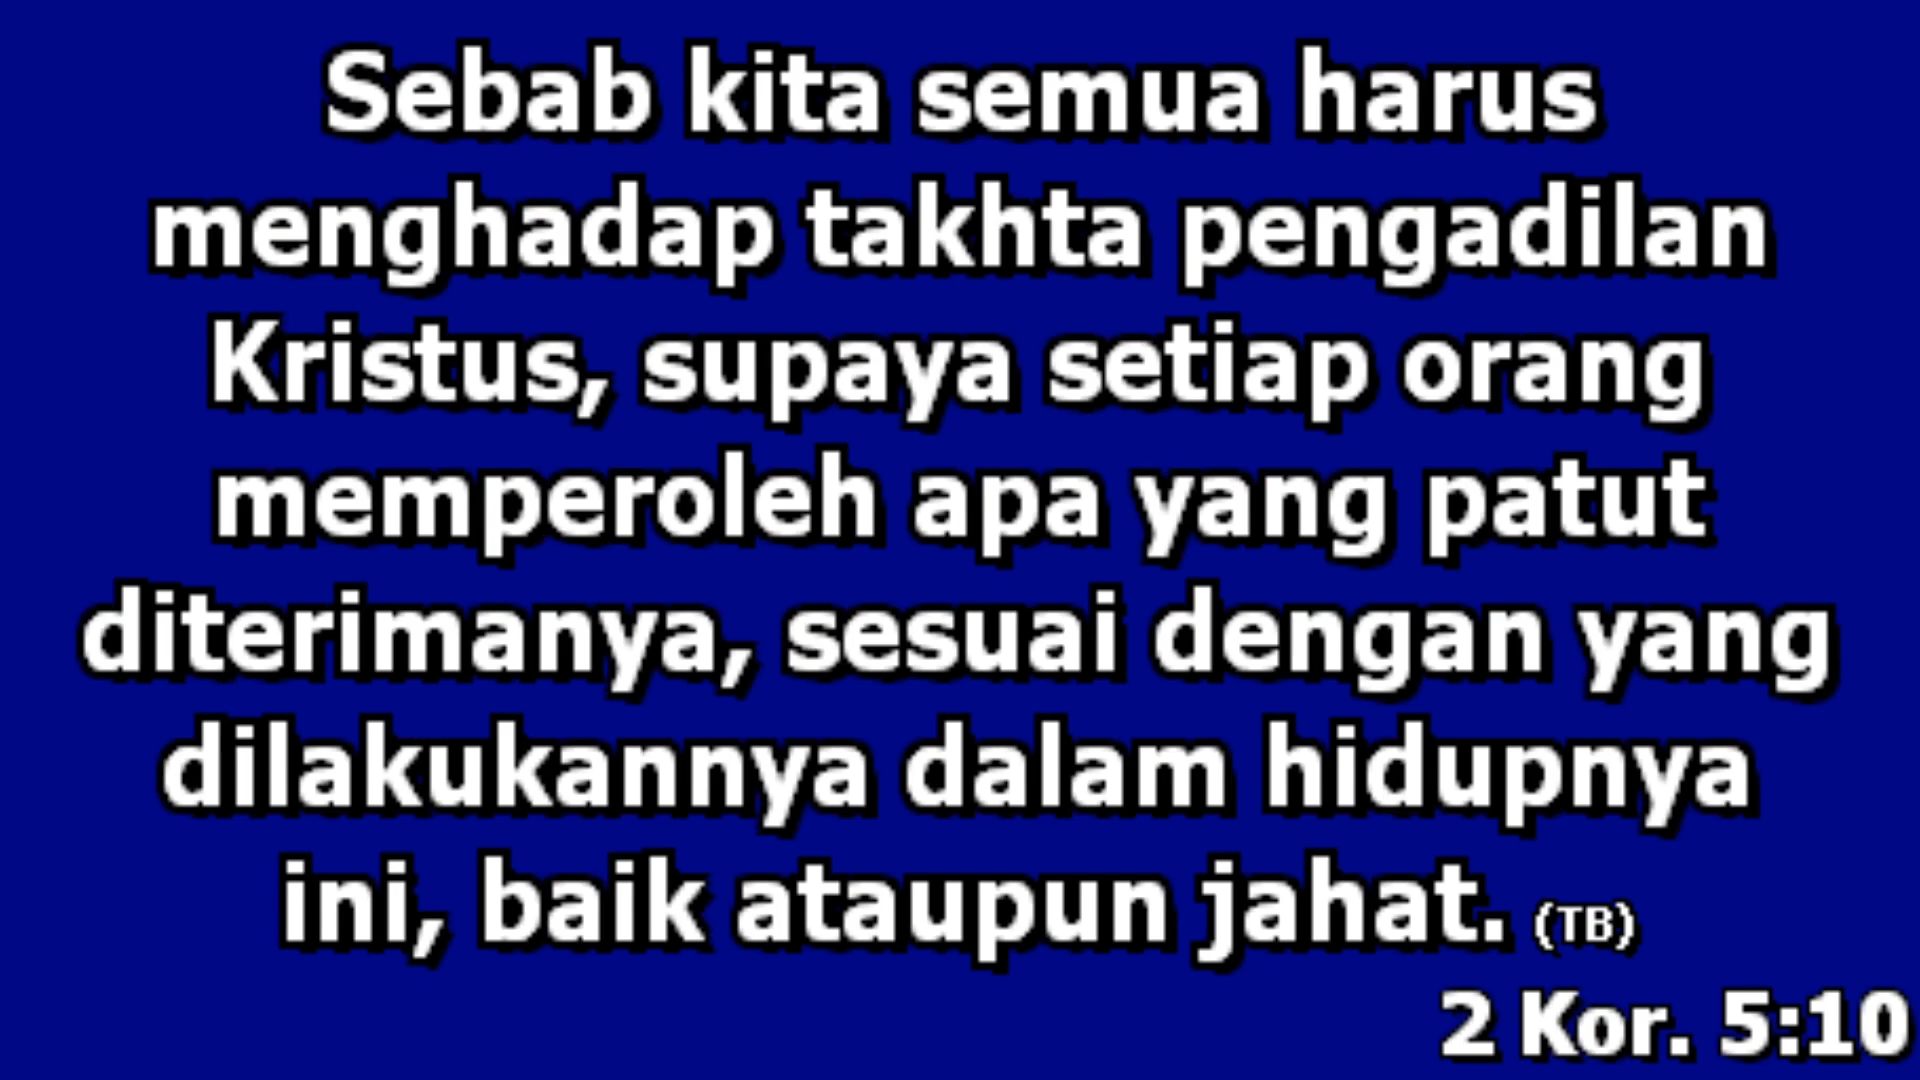 Sebab kita semua harus
menghadap takhta pengadilan
Kristus, supaya setiap orang
memperoleh apa yang patut
diterimanya, sesuai dengan yang
dilakukannya dalam hidupnya
ini, baik ataupun jahat. (TB)
2 Kor. 5:10